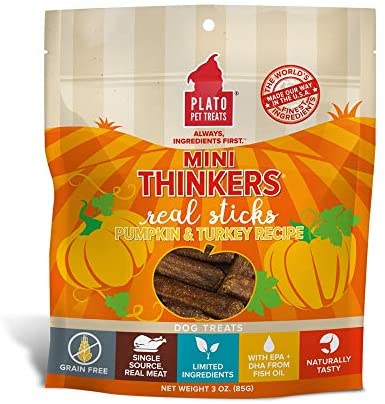 PLATO
PET TREATS®
THE WORLD'S
MADE OUR WAY
IN THE U.S.A.
FINEST
INGREDIENTS
ALWAYS,
INGREDIENTS FIRST.™
MINI
THINKERS®
real sticks
PUMPKIN & TURKEY RECIPE
DOG TREATS
GRAIN FREE
SINGLE
SOURCE,
REAL MEAT
LIMITED
INGREDIENTS
WITH EPA +
DHA FROM
FISH OIL
NATURALLY
TASTY
NET WEIGHT 3 OZ. (85G)